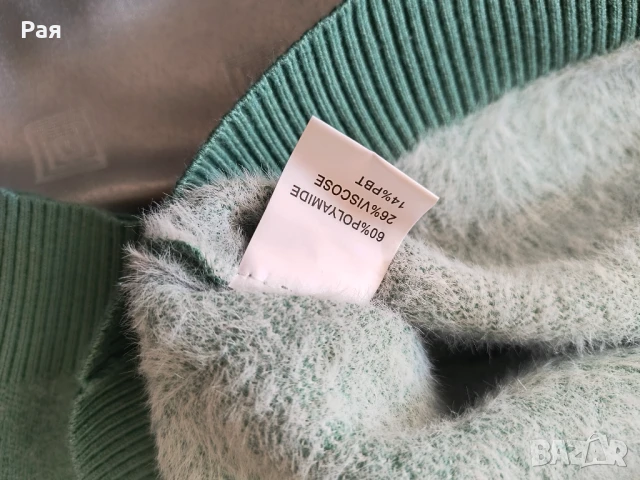 Рая
60%POLYAMIDE
26%VISCOSE
14%PBT
BAZAR